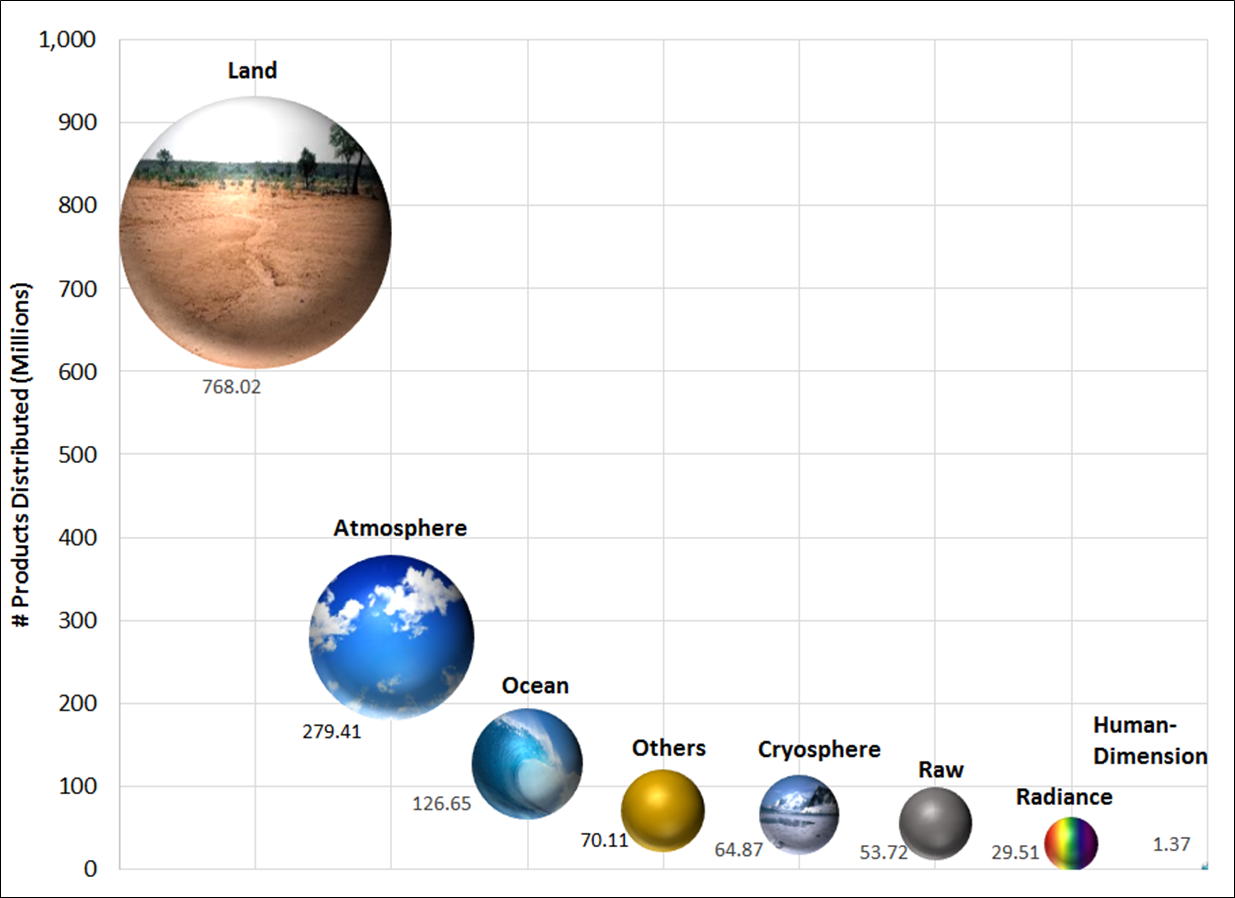 1,000
900
800
700
600
500
400
300
200
100
0
# Products Distributed (Millions)
Land
768.02
Atmosphere
279.41
Ocean
126.65
Others
70.11
Cryosphere
64.87
Raw
53.72
Radiance
29.51
Human-
Dimension
1.37